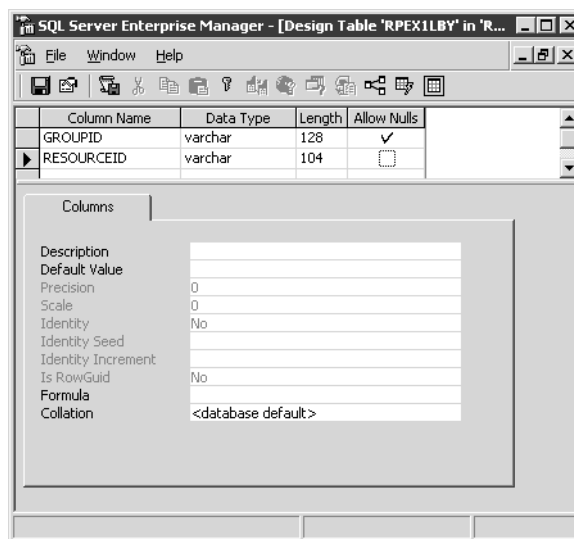 SQL Server Enterprise Manager - [Design Table 'RPEX1LBY' in 'R...
File Window Help
Column Name Data Type Length Allow Nulls
GROUPID varchar 128
RESOURCEID varchar 104
Columns
Description
Default Value
Precision 0
Scale 0
Identity No
Identity Seed
Identity Increment
Is RowGuid No
Formula
Collation <database default>